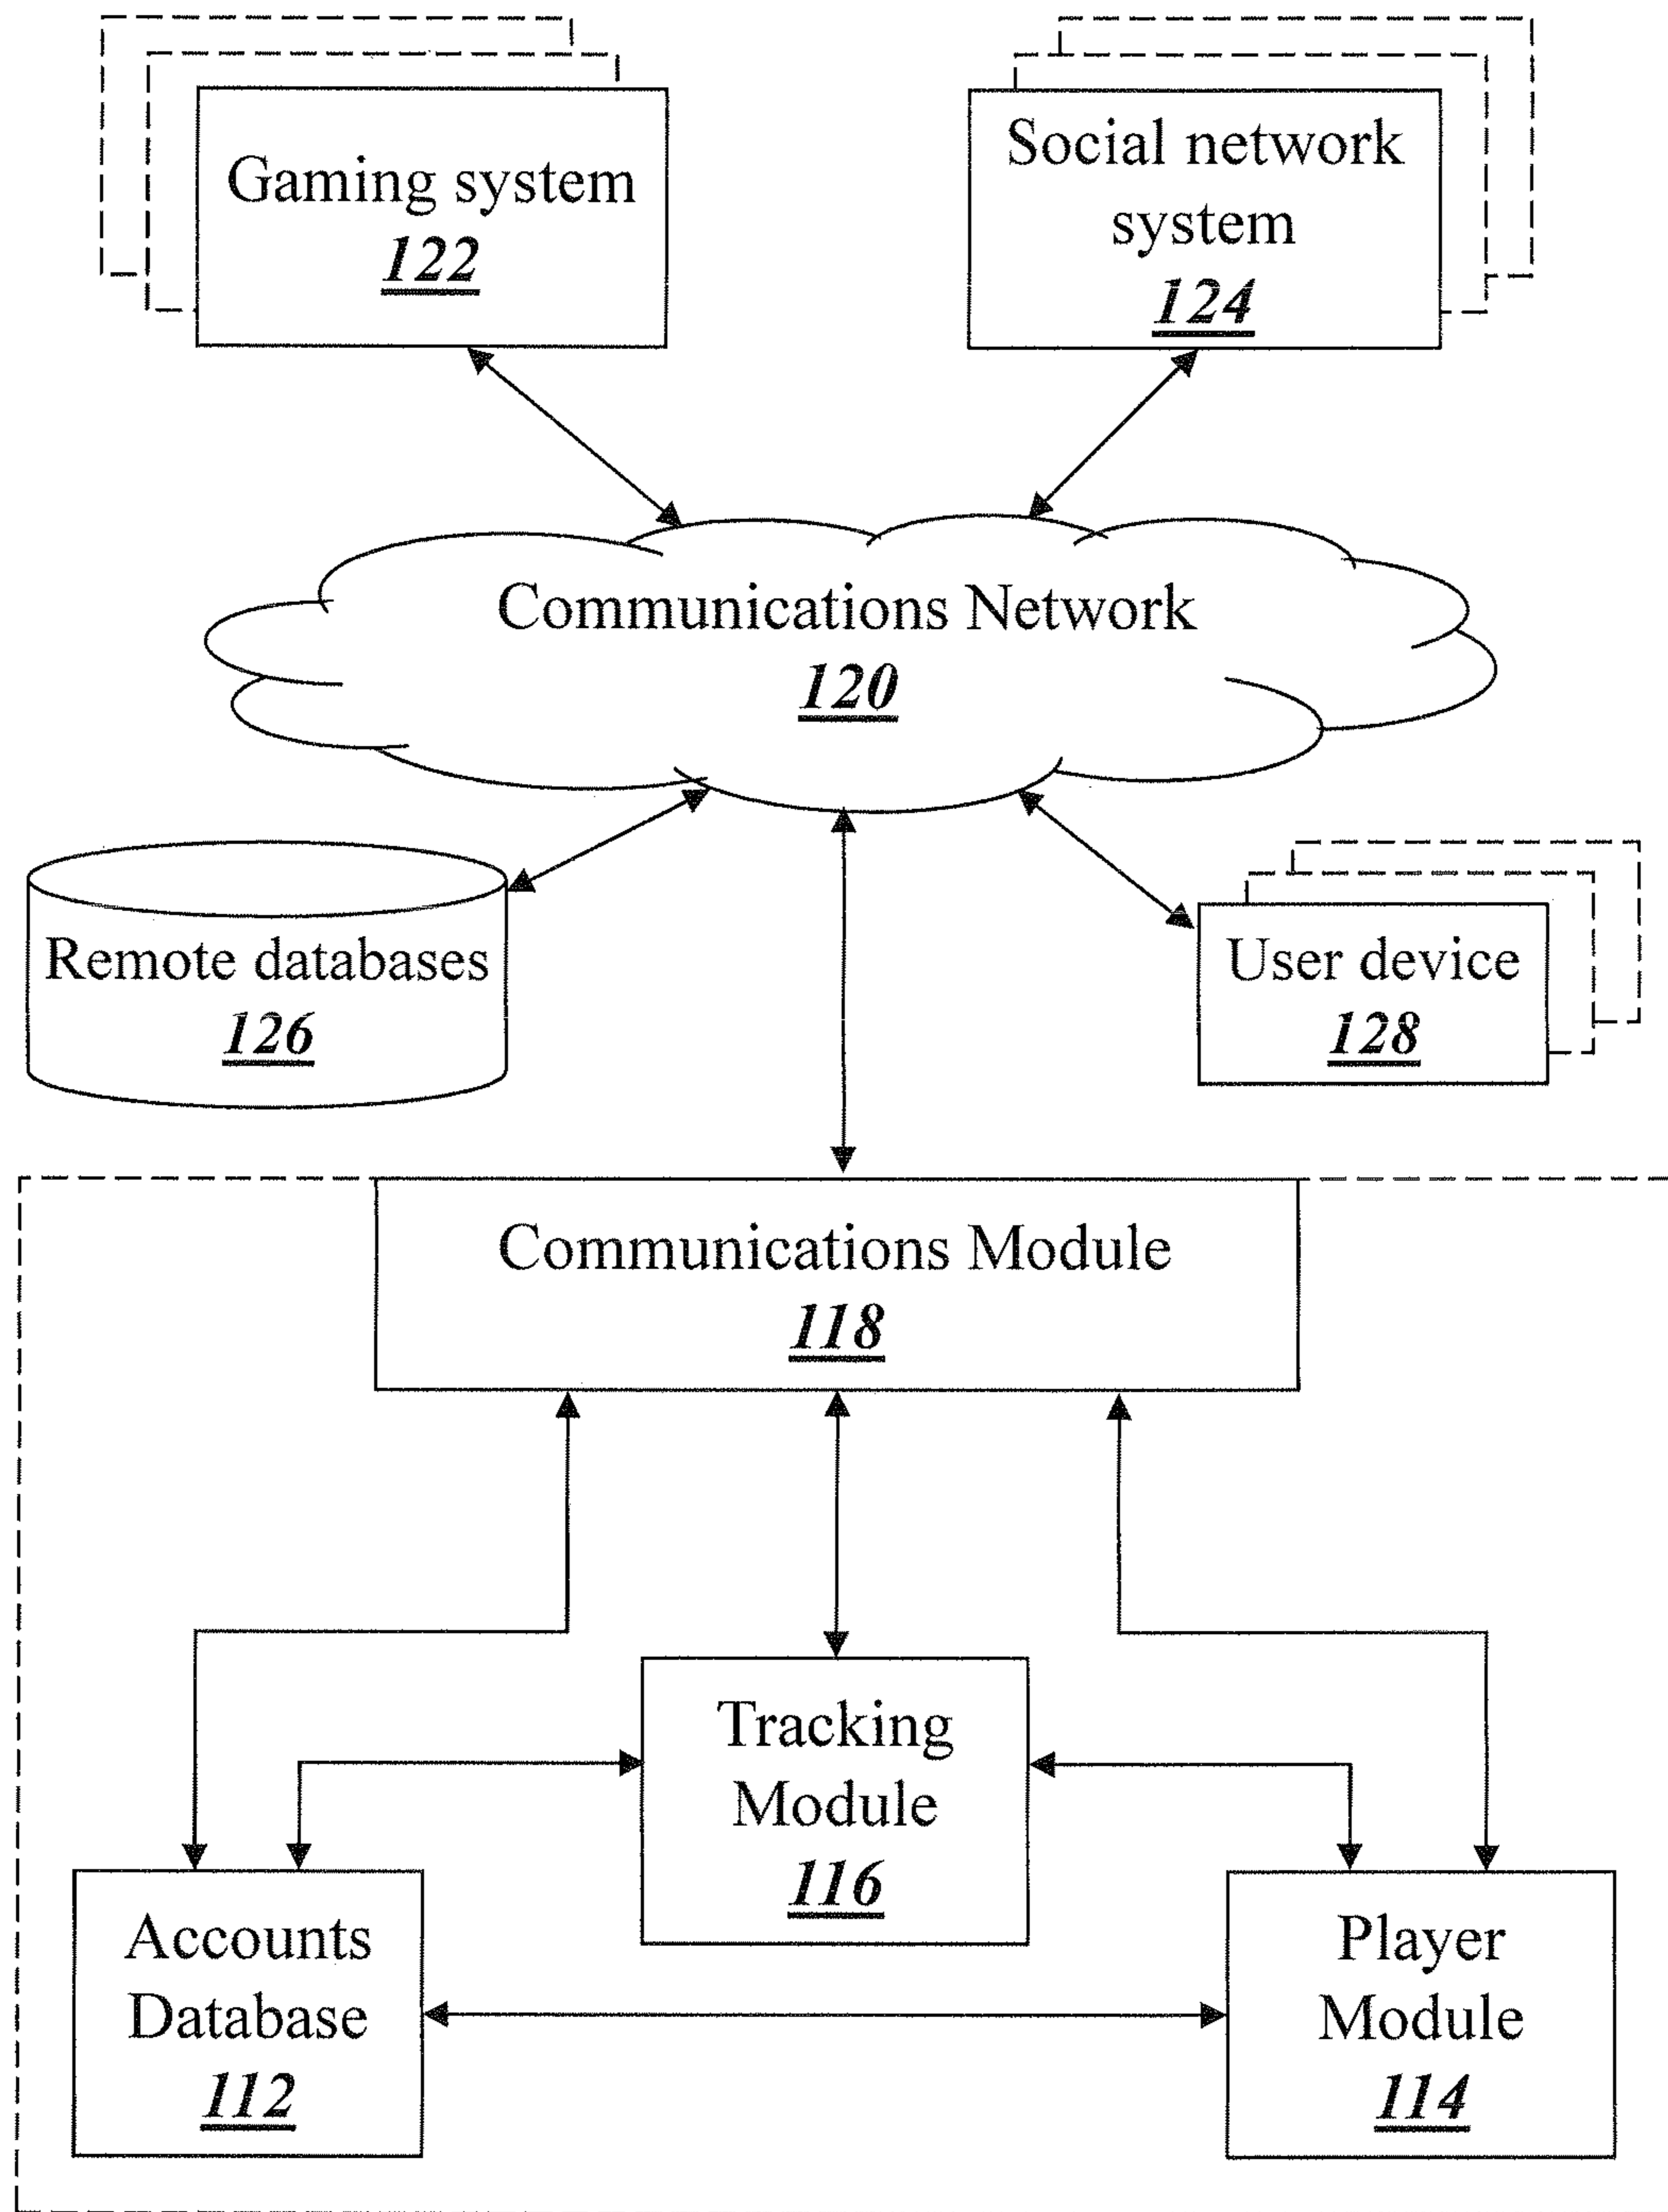 Gaming system
122
Social network
system
124
Communications Network
120
Remote databases
126
User device
128
Communications Module
118
Tracking
Module
116
Accounts
Database
112
Player
Module
114